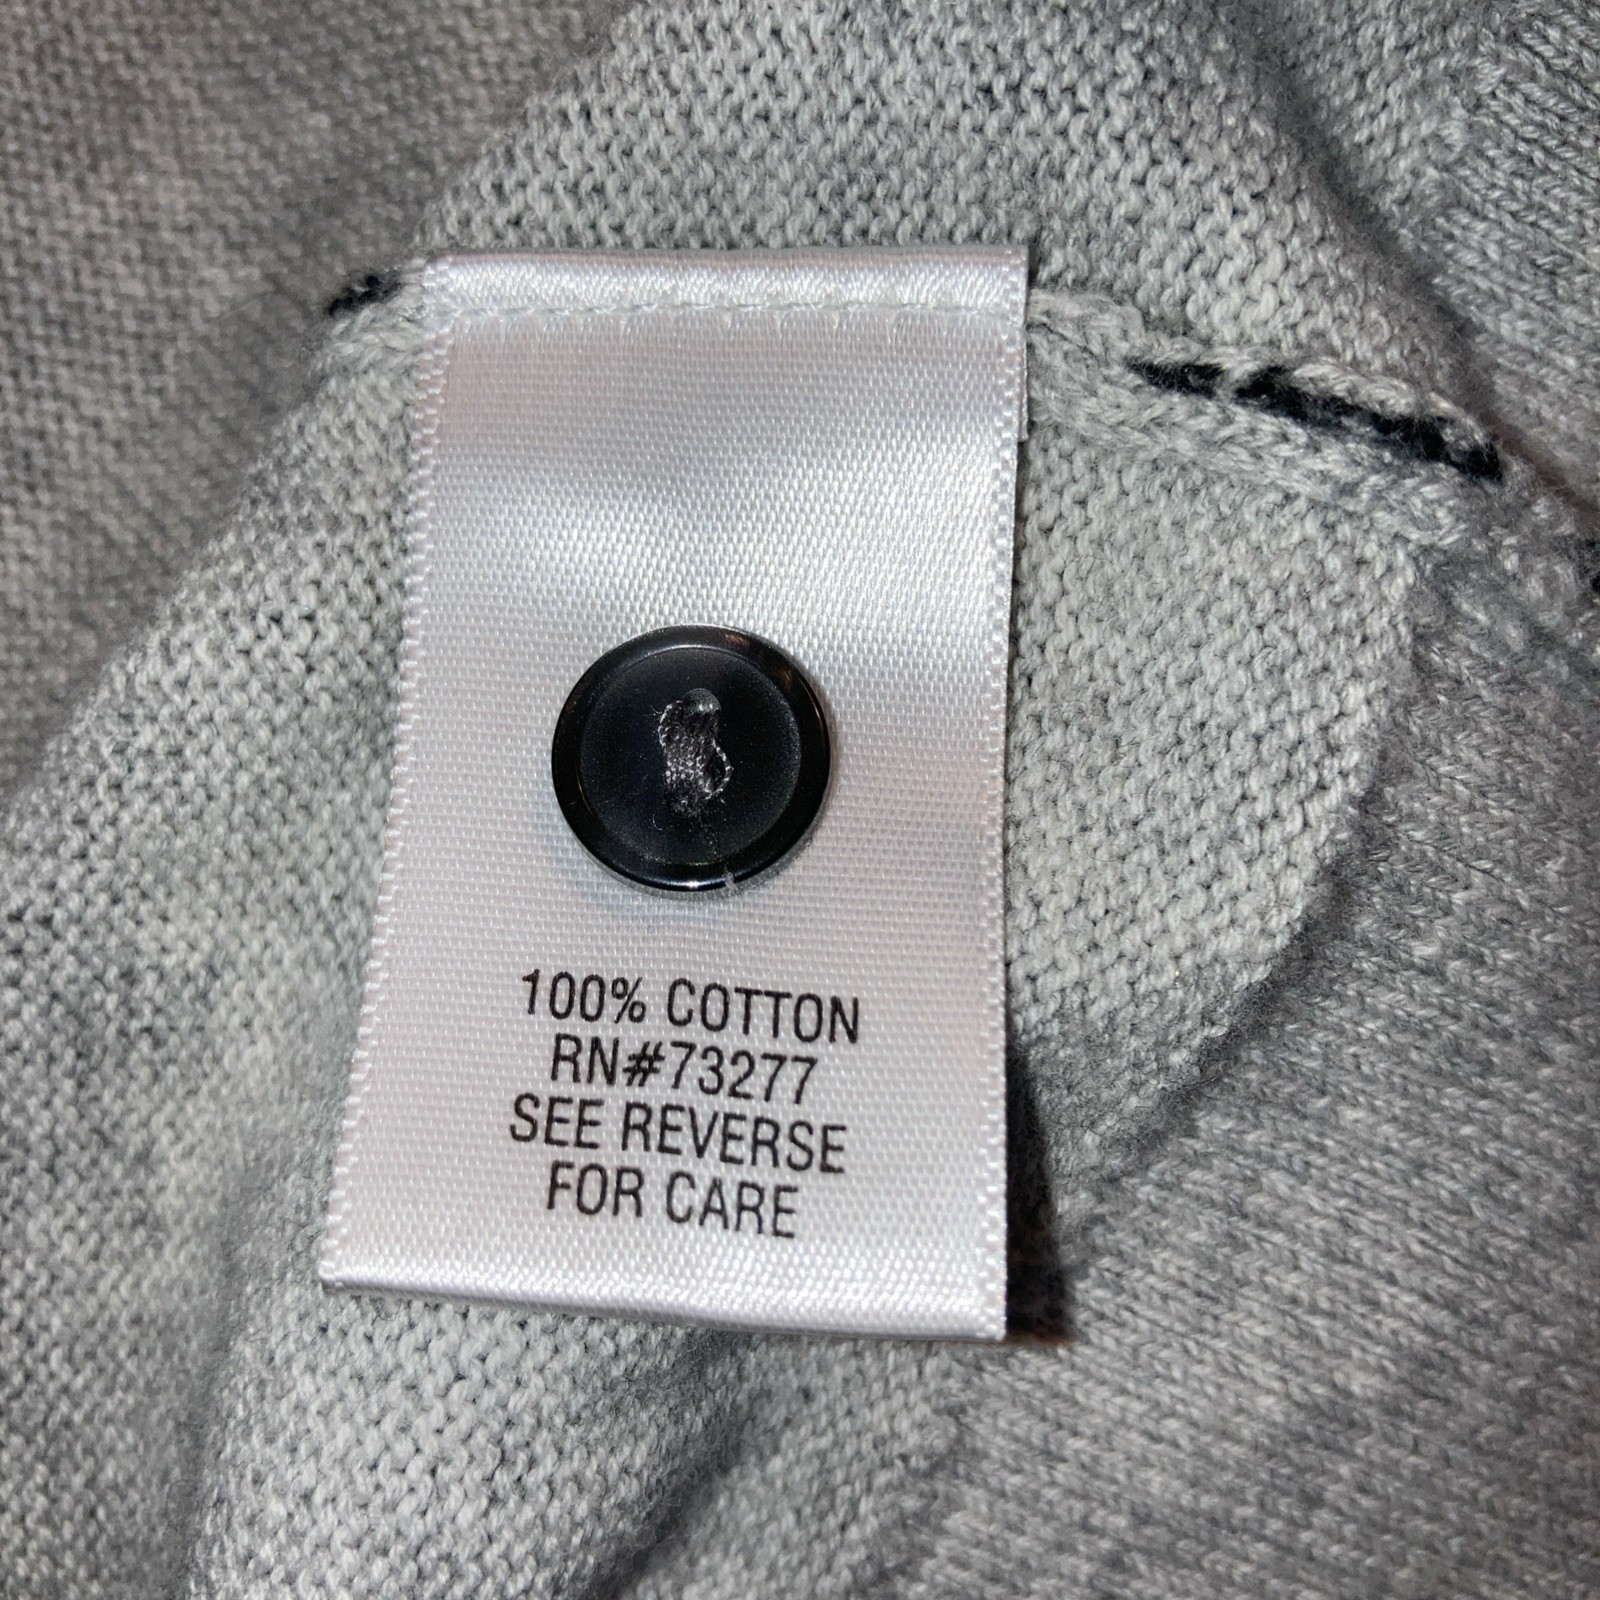 100% COTTON
RN#73277
SEE REVERSE
FOR CARE